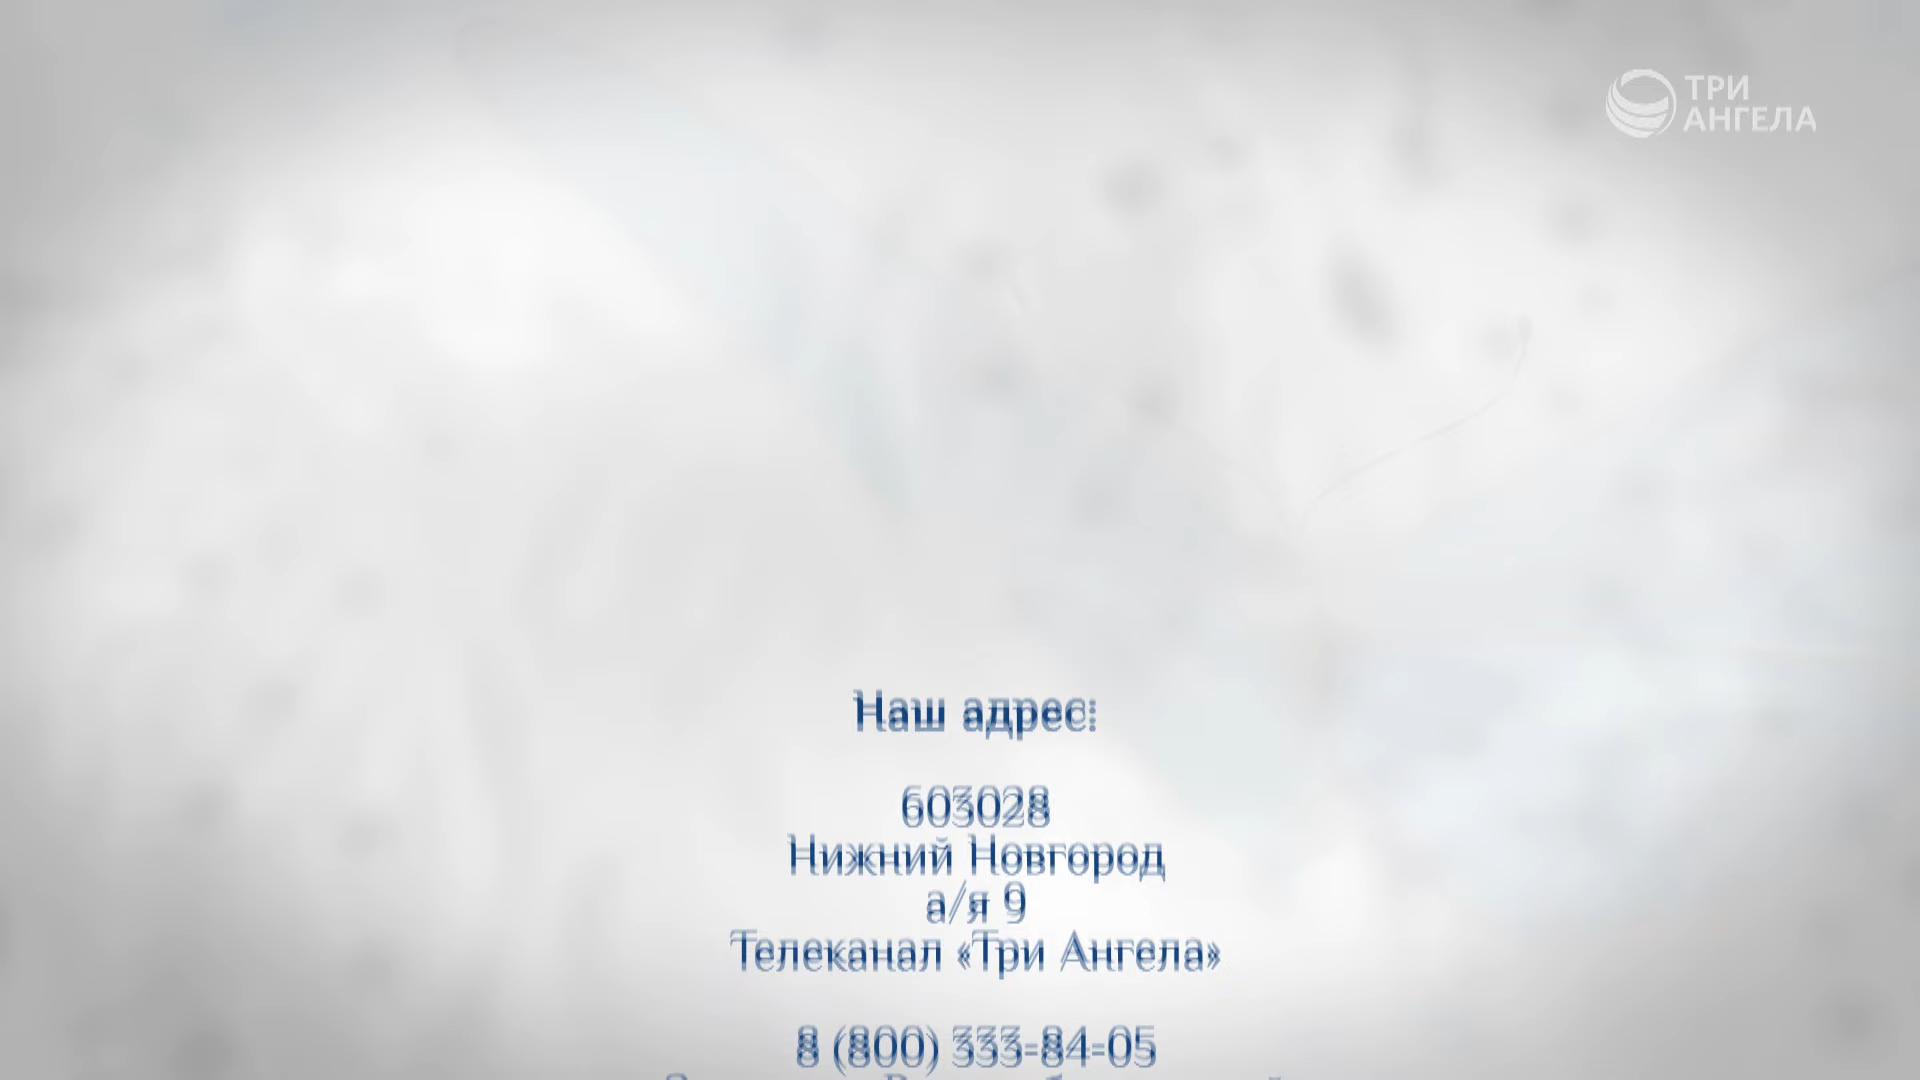 ТРИ
АНГЕЛА
Наш адрес:
603028
Нижний Новгород
а/я 9
Телеканал «Три Ангела»
8 (800) 333-84-05